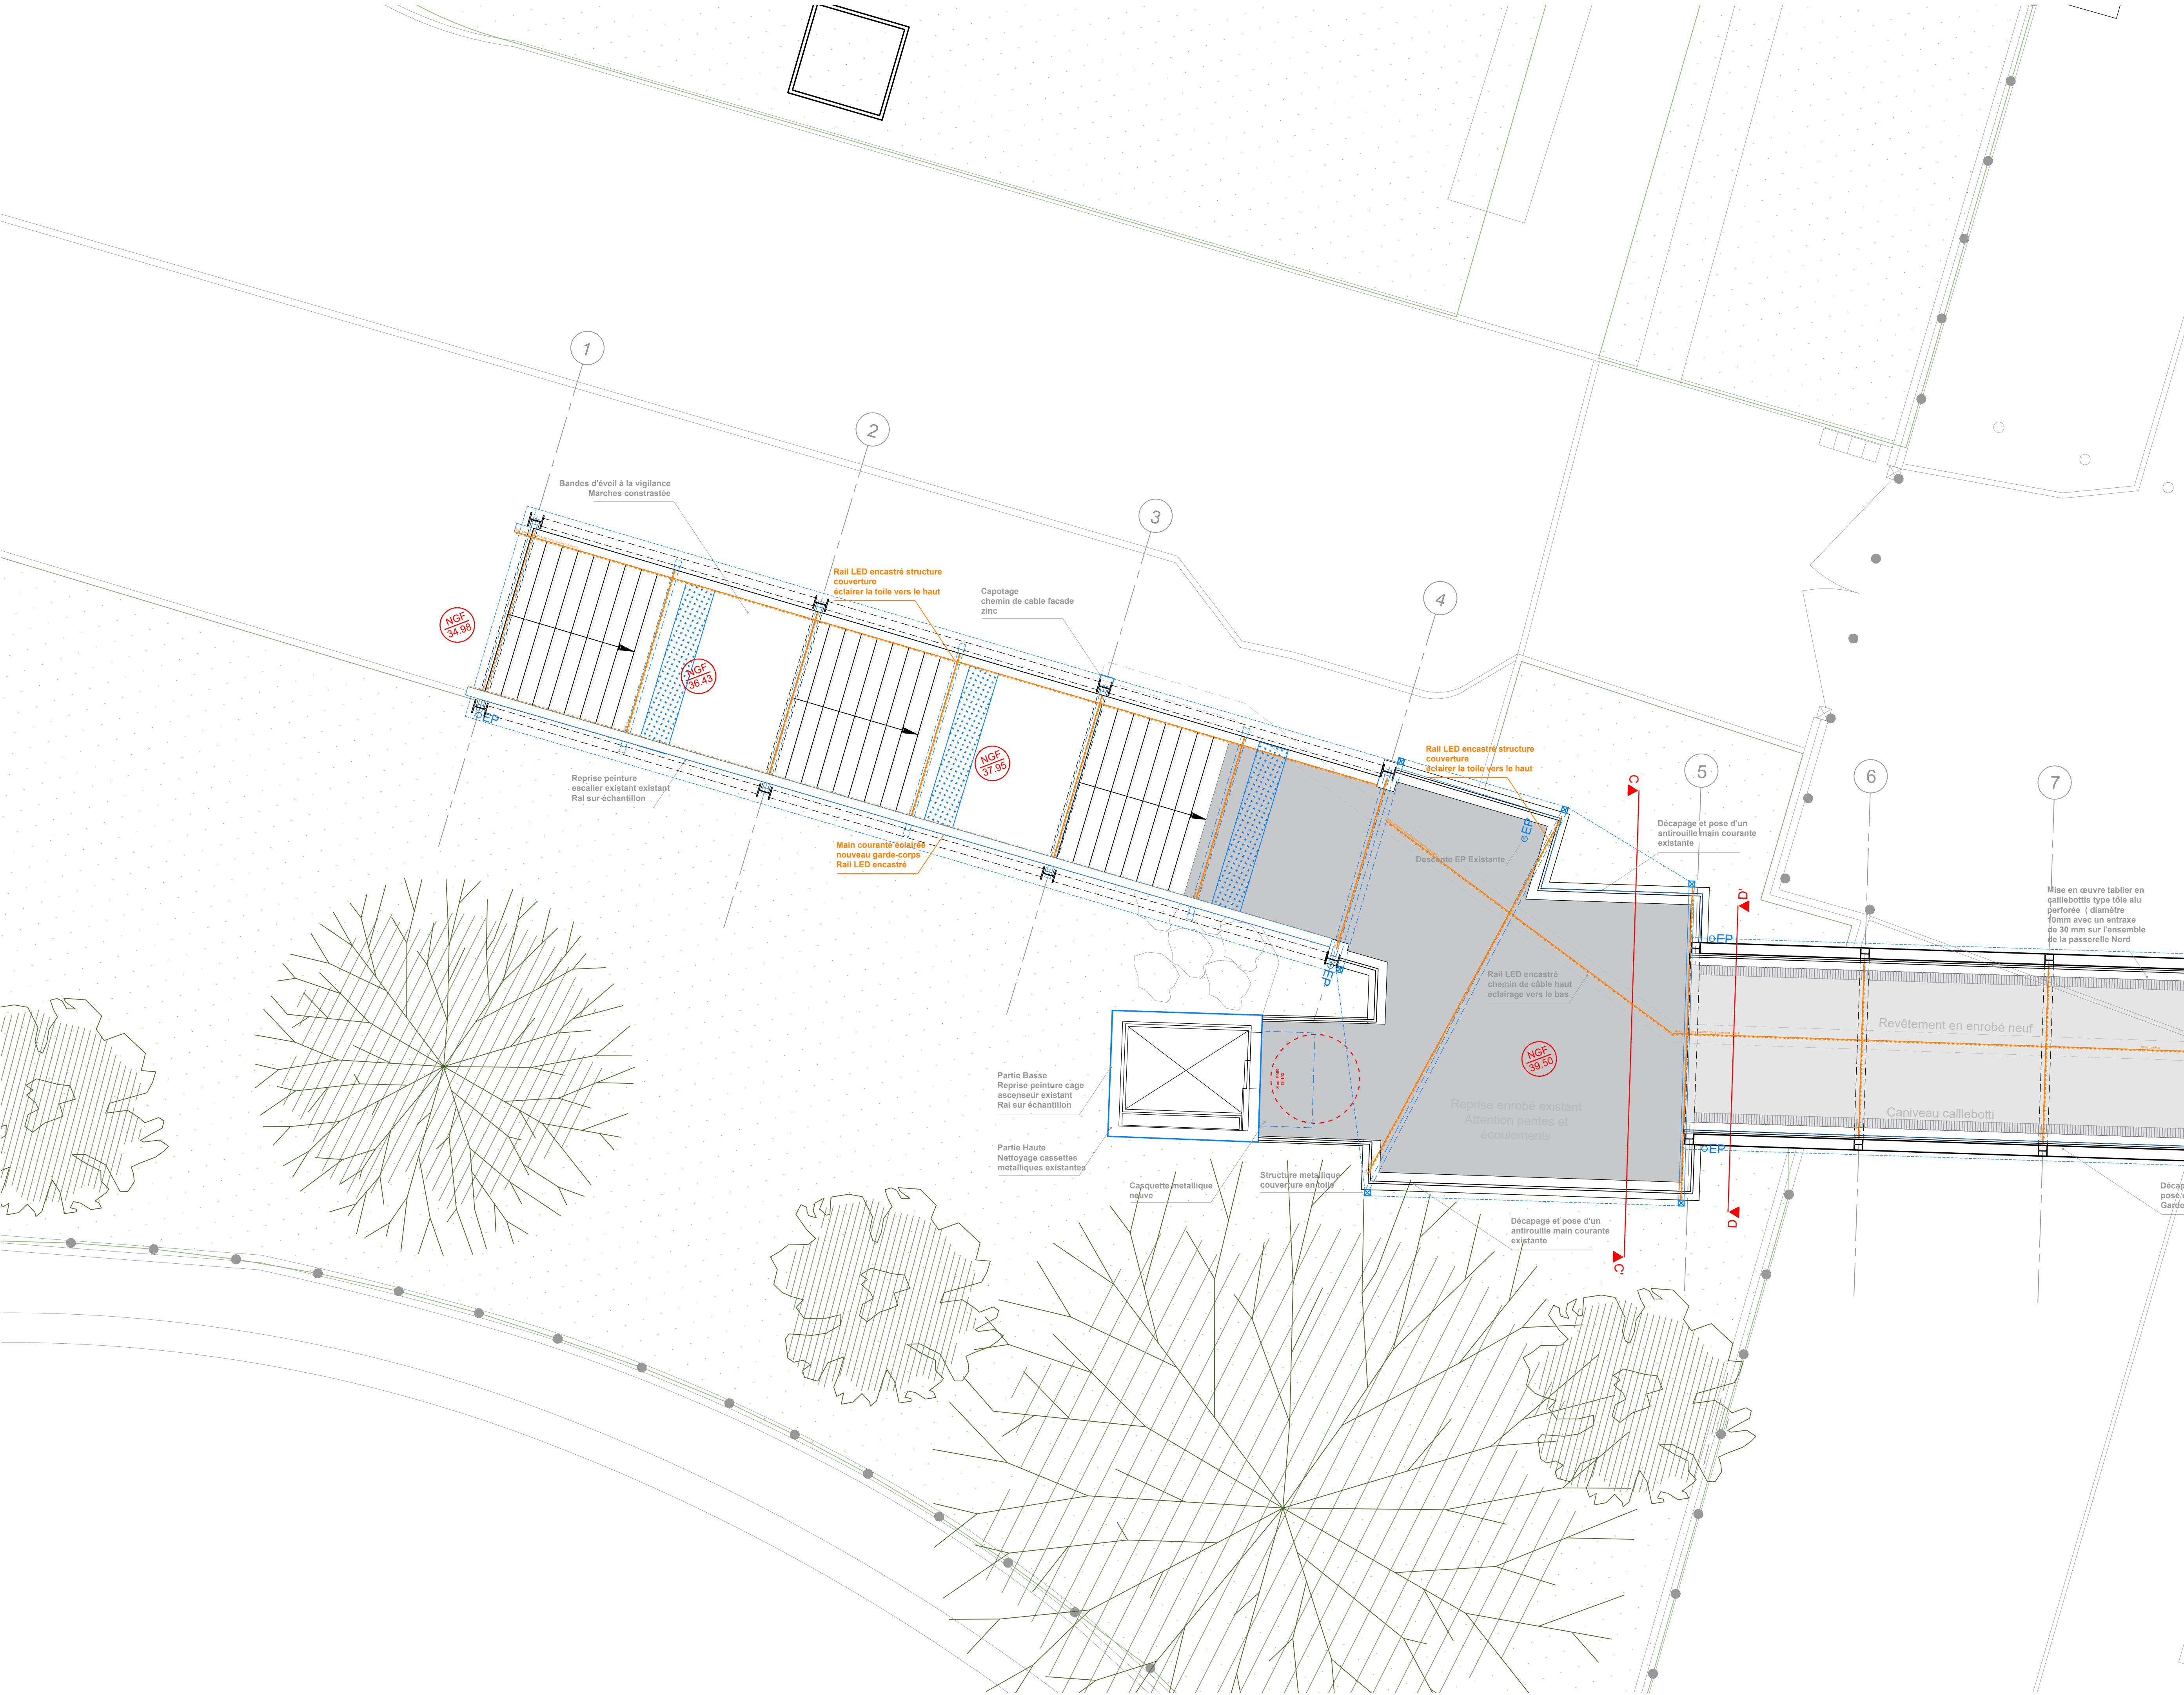 1
2
3
4
5
6
7
Bandes d'éveil à la vigilance
Marches constrastée
Rail LED encastré structure
couverture
éclairer la toile vers le haut
Capotage
chemin de cable facade
zinc
NGF
34.98
NGF
36.43
NGF
37.95
EP
Reprise peinture
escalier existant existant
Ral sur échantillon
Main courante éclairée
nouveau garde-corps
Rail LED encastré
Rail LED encastré structure
couverture
éclairer la toile vers le haut
C
EP
Descente EP Existante
Décapage et pose d'un
antirouille main courante
existante
D'
Mise en œuvre tablier en
caillebottis type tôle alu
perforée ( diamètre
10mm avec un entraxe
de 30 mm sur l'ensemble
de la passerelle Nord
EP
EP
Rail LED encastré
chemin de câble haut
éclairage vers le bas
Revêtement en enrobé neuf
NGF
39.50
Partie Basse
Reprise peinture cage
ascenseur existant
Ral sur échantillon
Reprise enrobé existant
Attention pentes et
écoulements
Caniveau caillebotti
EP
Partie Haute
Nettoyage cassettes
metalliques existantes
Casquette metallique
neuve
Structure metallique
couverture en toile
Décapage et pose d'un
antirouille main courante
existante
D
C'
Décap
pose
Garde